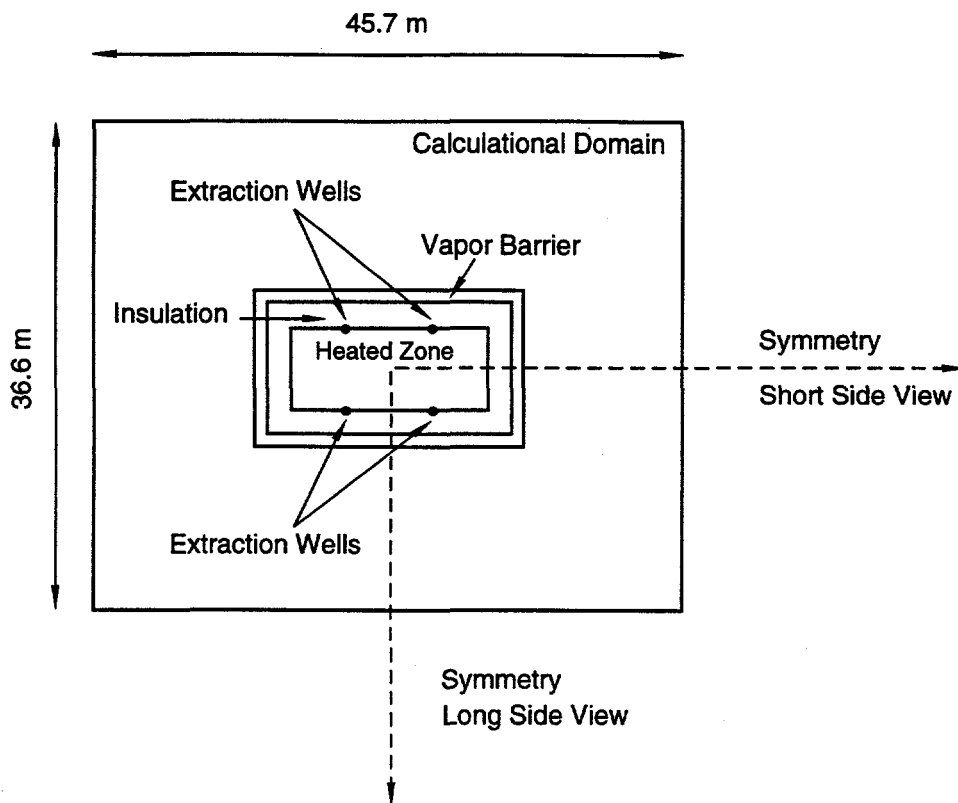 45.7 m
36.6 m
Calculational Domain
Extraction Wells
Vapor Barrier
Insulation
Heated Zone
Symmetry
Short Side View
Extraction Wells
Symmetry
Long Side View